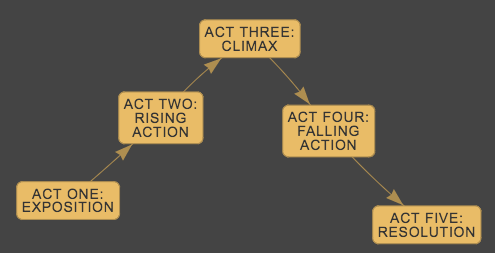 ACT ONE:
EXPOSITION
ACT TWO:
RISING
ACTION
ACT THREE:
CLIMAX
ACT FOUR:
FALLING
ACTION
ACT FIVE:
RESOLUTION